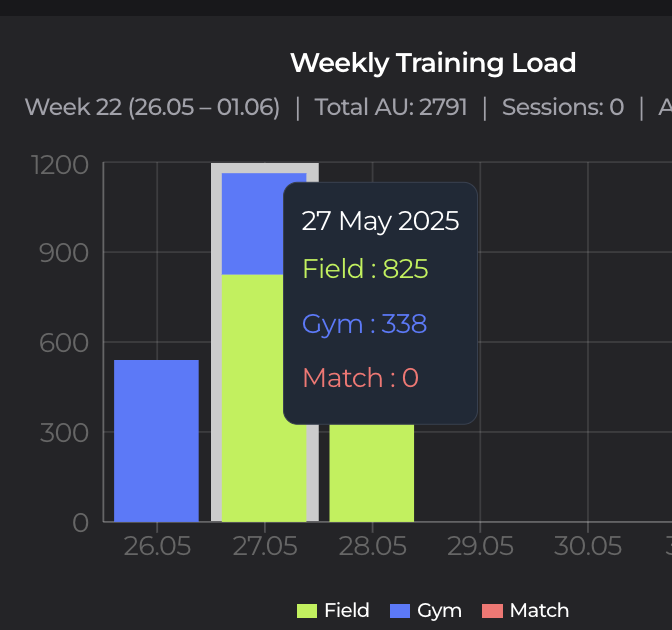 Weekly Training Load
Week 22 (26.05 – 01.06) | Total AU: 2791 | Sessions: 0 |
1200
900
600
300
0
27 May 2025
Field : 825
Gym : 338
Match : 0
26.05 27.05 28.05 29.05 30.05
Field Gym Match